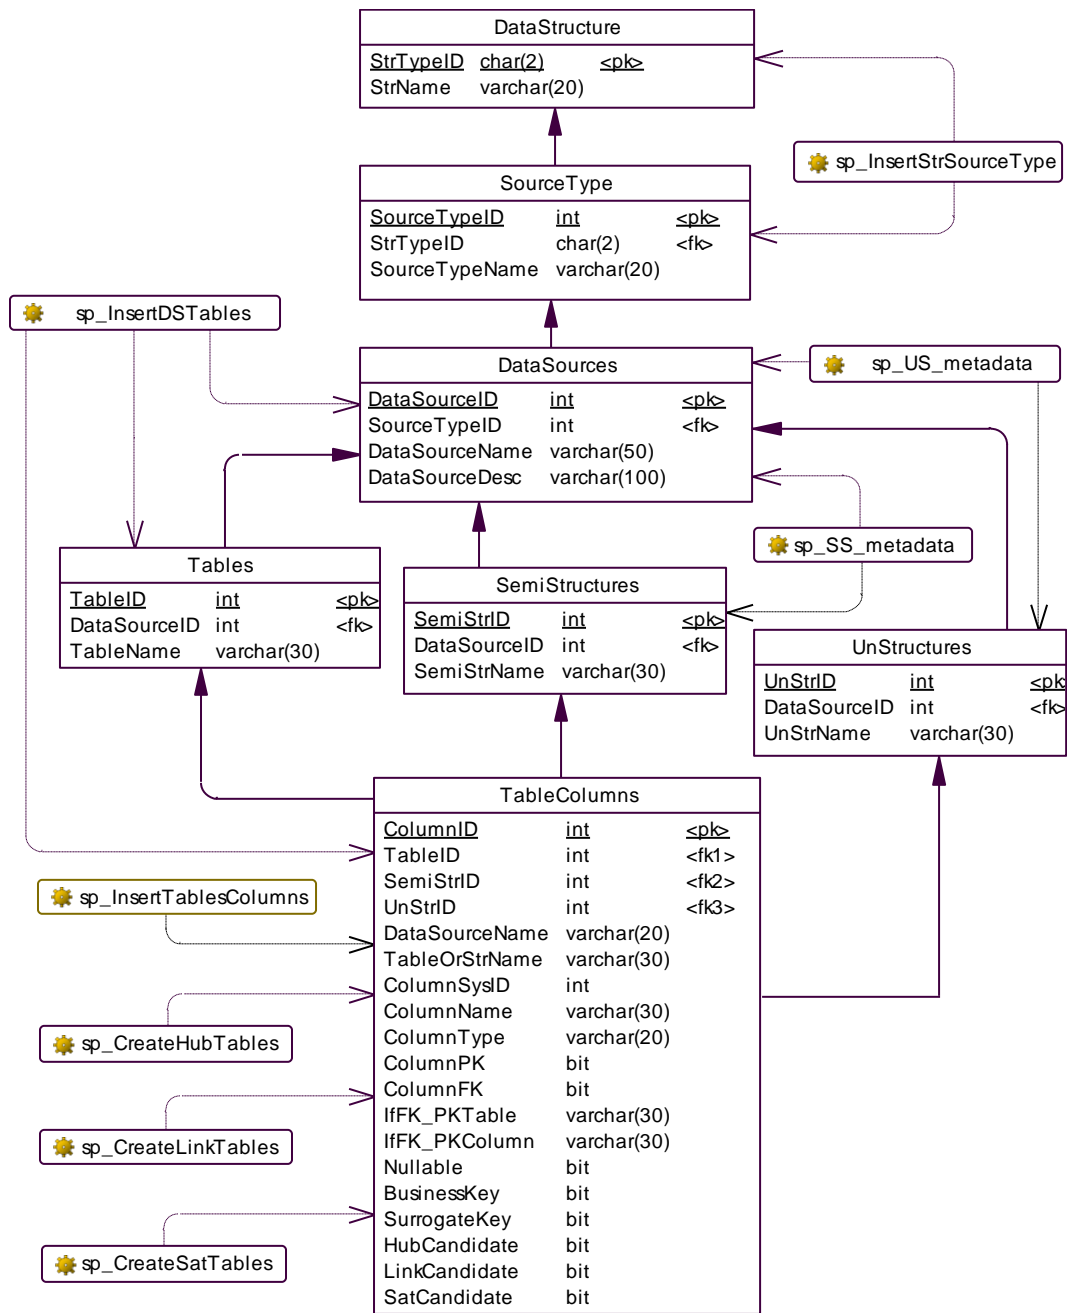 DataStructure
StrTypeID char(2) <pk>
StrName varchar(20)
sp_InsertStrSourceType
SourceType
SourceTypeID int <pk>
StrTypeID char(2) <fk>
SourceTypeName varchar(20)
sp_InsertDSTables
DataSources
DataSourceID int <pk>
SourceTypeID int <fk>
DataSourceName varchar(50)
DataSourceDesc varchar(100)
sp_US_metadata
sp_SS_metadata
Tables
TableID int <pk>
DataSourceID int <fk>
TableName varchar(30)
SemiStructures
SemiStrID int <pk>
DataSourceID int <fk>
SemiStrName varchar(30)
UnStructures
UnStrID int <pk
DataSourceID int <fk>
UnStrName varchar(30)
TableColumns
ColumnID int <pk>
TableID int <fk1>
SemiStrID int <fk2>
UnStrID int <fk3>
DataSourceName varchar(20)
TableOrStrName varchar(30)
ColumnSysID int
ColumnName varchar(30)
ColumnType varchar(20)
ColumnPK bit
ColumnFK bit
IfFK_PKTable varchar(30)
IfFK_PKColumn varchar(30)
Nullable bit
BusinessKey bit
SurrogateKey bit
HubCandidate bit
LinkCandidate bit
SatCandidate bit
sp_InsertTablesColumns
sp_CreateHubTables
sp_CreateLinkTables
sp_CreateSatTables